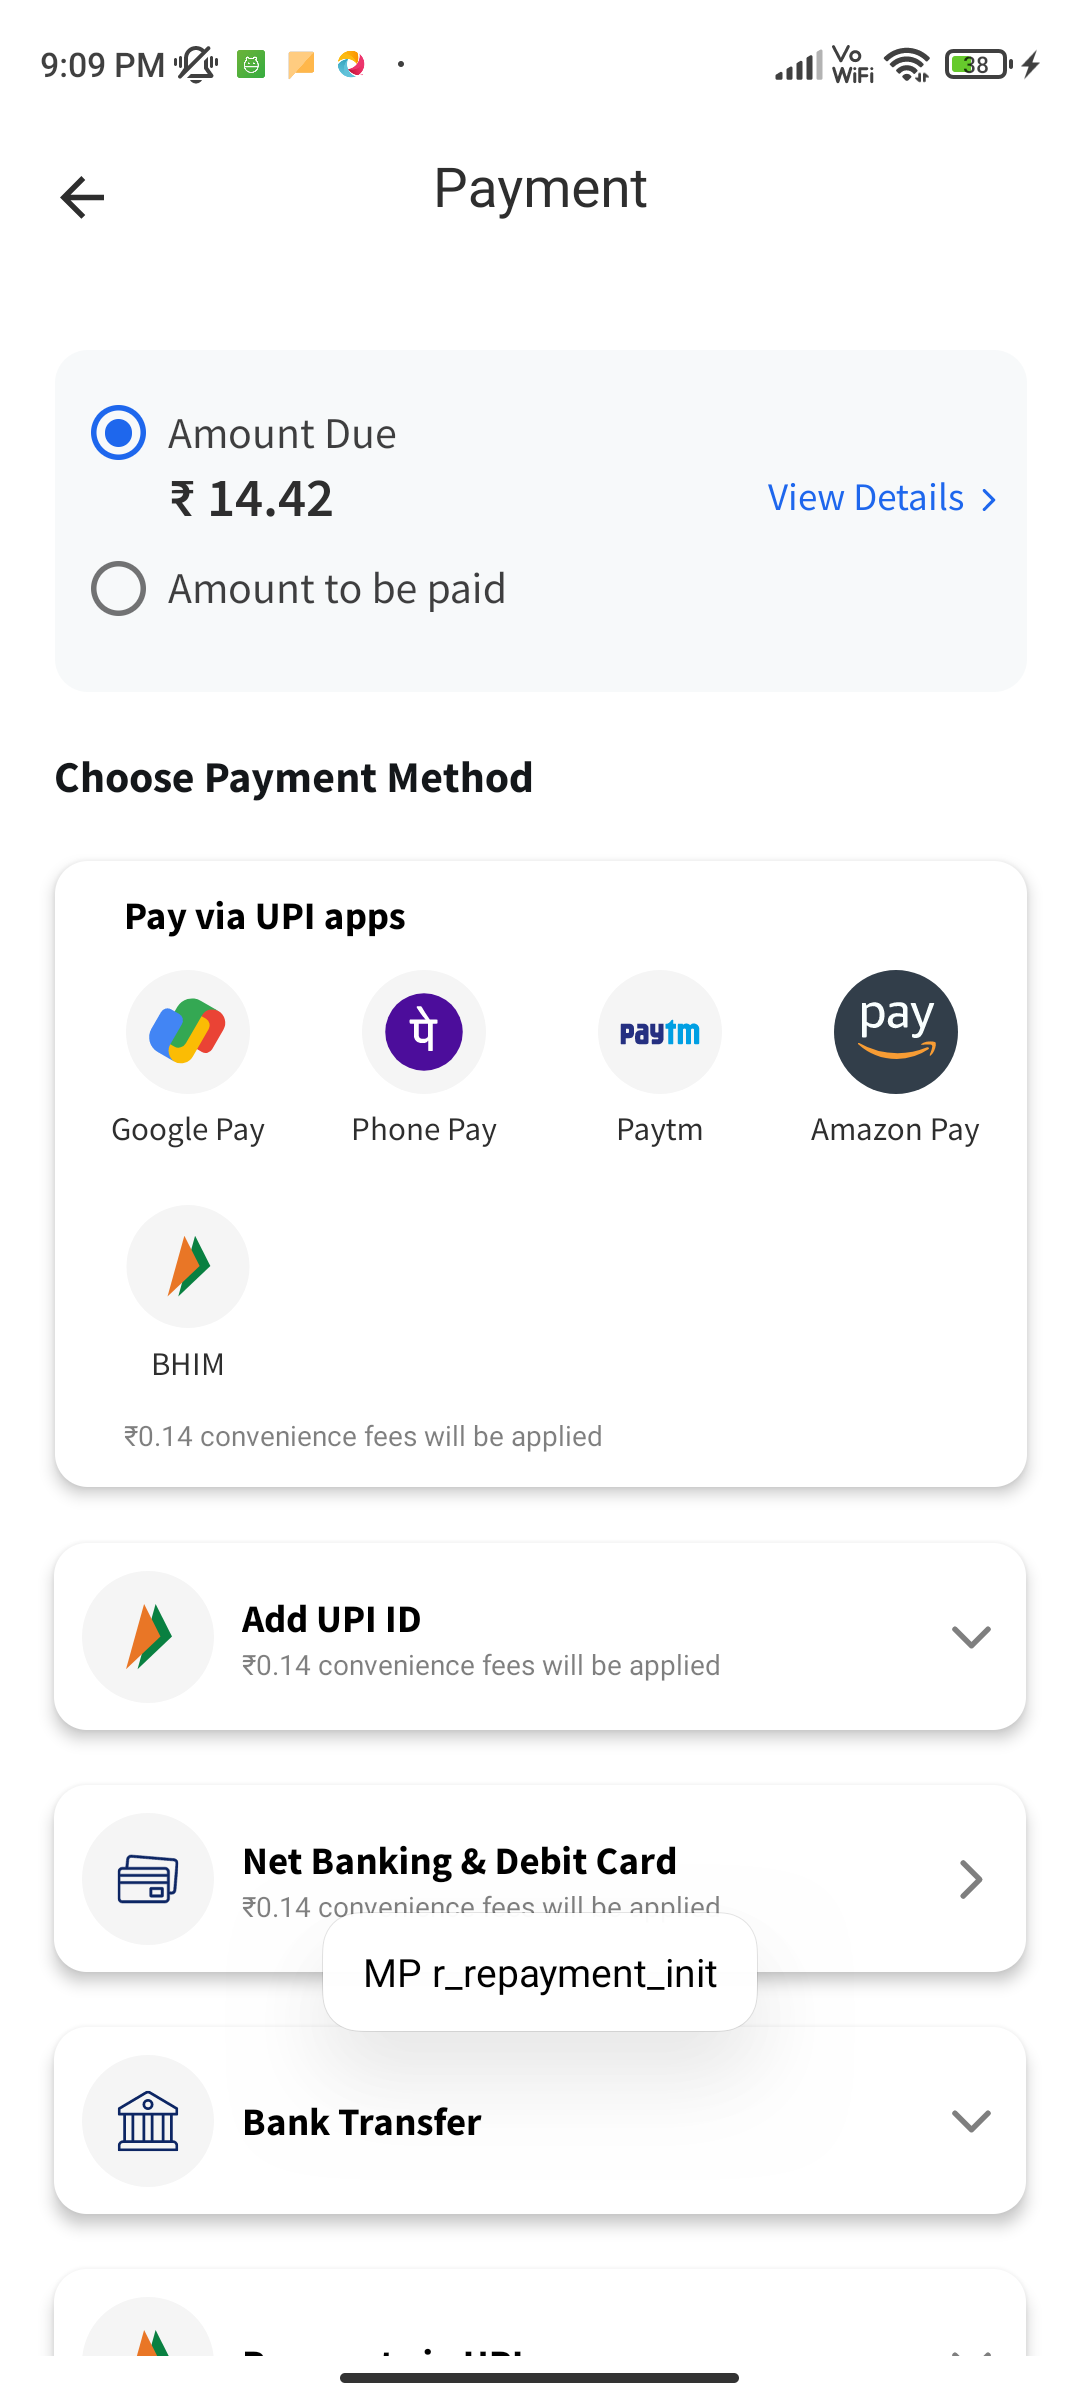 9:09 PM
Vo
WiFi
38
Payment
Amount Due
₹ 14.42
View Details
Amount to be paid
Choose Payment Method
Pay via UPI apps
पे
paytm
pay
Google Pay
Phone Pay
Paytm
Amazon Pay
BHIM
₹0.14 convenience fees will be applied
Add UPI ID
₹0.14 convenience fees will be applied
Net Banking & Debit Card
₹0.14 convenience fees will be applied
MP r_repayment_init
Bank Transfer